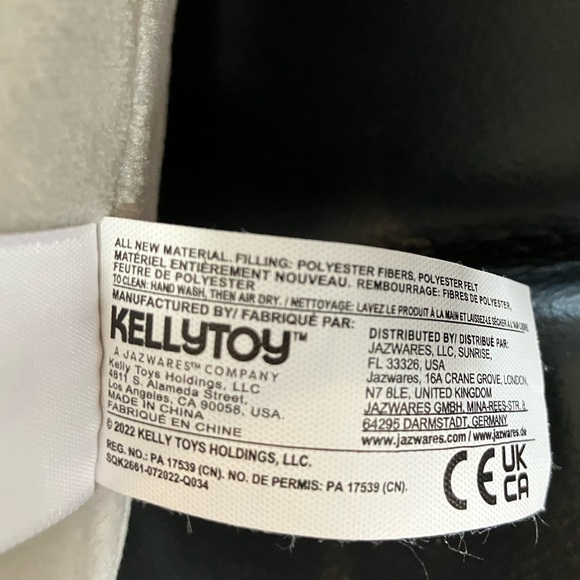 ALL NEW MATERIAL. FILLING: POLYESTER FIBERS, POLYESTER FELT
MATÉRIEL ENTIÈREMENT NOUVEAU. REMBOURRAGE: FIBRES DE POLYESTER,
FEUTRE DE POLYESTER
TO CLEAN: HAND WASH, THEN AIR DRY. / NETTOYAGE: LAVEZ LE PRODUIT À LA MAIN ET LAISSEZ-LE SÉCHER À L'AIR LIBRE.
MANUFACTURED BY/ FABRIQUÉ PAR:
KELLYTOY™
A JAZWARES™ COMPANY
Kelly Toys Holdings, LLC
4811 S. Alameda Street,
Los Angeles, CA 90058, USA.
MADE IN CHINA
FABRIQUÉ EN CHINE
© 2022 KELLY TOYS HOLDINGS, LLC.
REG. NO.: PA 17539 (CN). NO. DE PERMIS: PA 17539 (CN).
SQK2661-072022-Q034
DISTRIBUTED BY/ DISTRIBUÉ PAR:
JAZWARES, LLC, SUNRISE,
FL 33326, USA
Jazwares, 16A CRANE GROVE, LONDON,
N7 8LE, UNITED KINGDOM
JAZWARES GMBH, MINA-REES-STR. 8,
64295 DARMSTADT, GERMANY
www.jazwares.com / www.jazwares.de
CE UK
CA